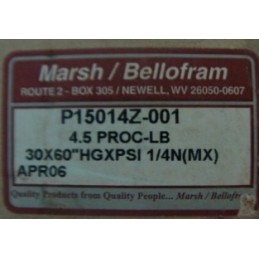 Marsh / Bellofram
ROUTE 2 - BOX 305 / NEWELL, WV 26050-0607
P15014Z-001
4.5 PROC-LB
30X60"HGXPSI 1/4N(MX)
APR06
Quality Products from Quality People... Marsh / Bellofram